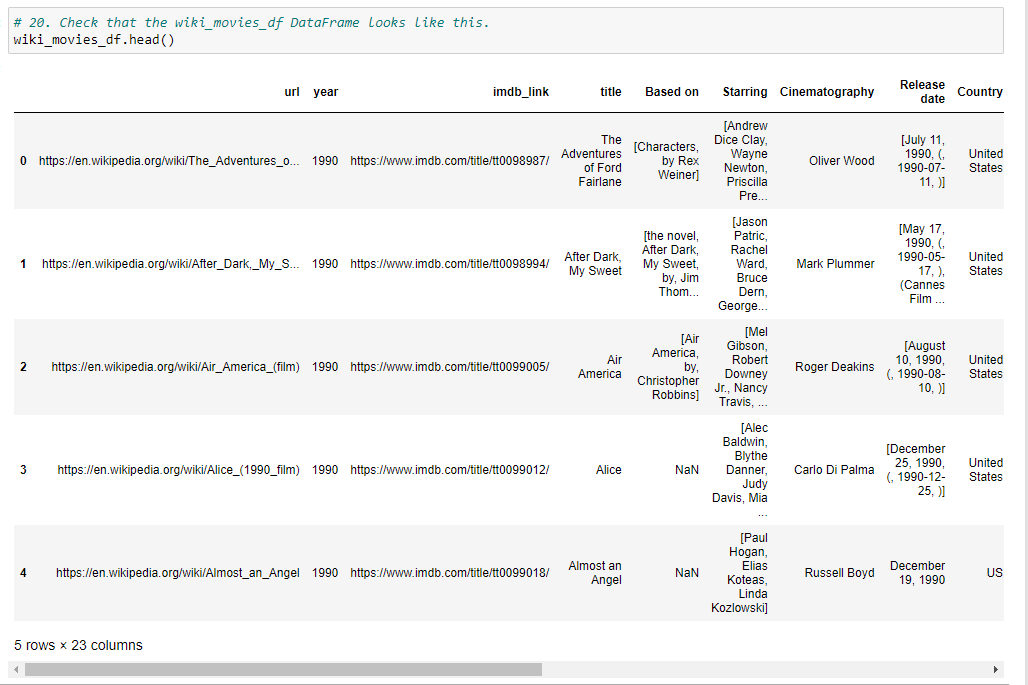 # 20. Check that the wiki_movies_df DataFrame looks like this.
wiki_movies_df.head()
url year imdb_link title Based on Starring Cinematography Release date Country
0 https://en.wikipedia.org/wiki/The_Adventures_o... 1990 https://www.imdb.com/title/tt0098987/ The Adventures of Ford Fairlane [Characters, by Rex Weiner] [Andrew Dice Clay, Wayne Newton, Priscilla Pre... Oliver Wood [July 11, 1990, (, 1990-07-11, )] United States
1 https://en.wikipedia.org/wiki/After_Dark,_My_S... 1990 https://www.imdb.com/title/tt0098994/ After Dark, My Sweet [the novel, After Dark, My Sweet, by, Jim Thom... [Jason Patric, Rachel Ward, Bruce Dern, George... Mark Plummer [May 17, 1990, (, 1990-05-17, ), (Cannes Film ... United States
2 https://en.wikipedia.org/wiki/Air_America_(film) 1990 https://www.imdb.com/title/tt0099005/ Air America [Air America, by, Christopher Robbins] [Mel Gibson, Robert Downey Jr., Nancy Travis, ... Roger Deakins [August 10, 1990, (, 1990-08-10, )] United States
3 https://en.wikipedia.org/wiki/Alice_(1990_film) 1990 https://www.imdb.com/title/tt0099012/ Alice NaN [Alec Baldwin, Blythe Danner, Judy Davis, Mia ... Carlo Di Palma [December 25, 1990, (, 1990-12-25, )] United States
4 https://en.wikipedia.org/wiki/Almost_an_Angel 1990 https://www.imdb.com/title/tt0099018/ Almost an Angel NaN [Paul Hogan, Elias Koteas, Linda Kozlowski] Russell Boyd December 19, 1990 US
5 rows × 23 columns